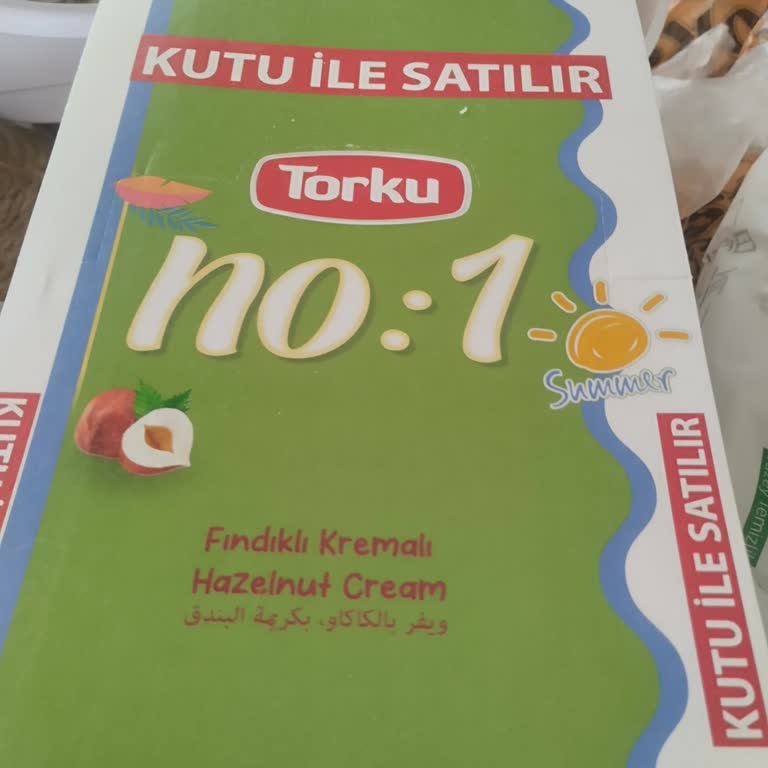 KUTU İLE SATILIR
Torku
no:1
Summer
Fındıklı Kremalı
Hazelnut Cream
ويفر بالكاكاو، بكريمة البندق
KUTU İLE SATILIR